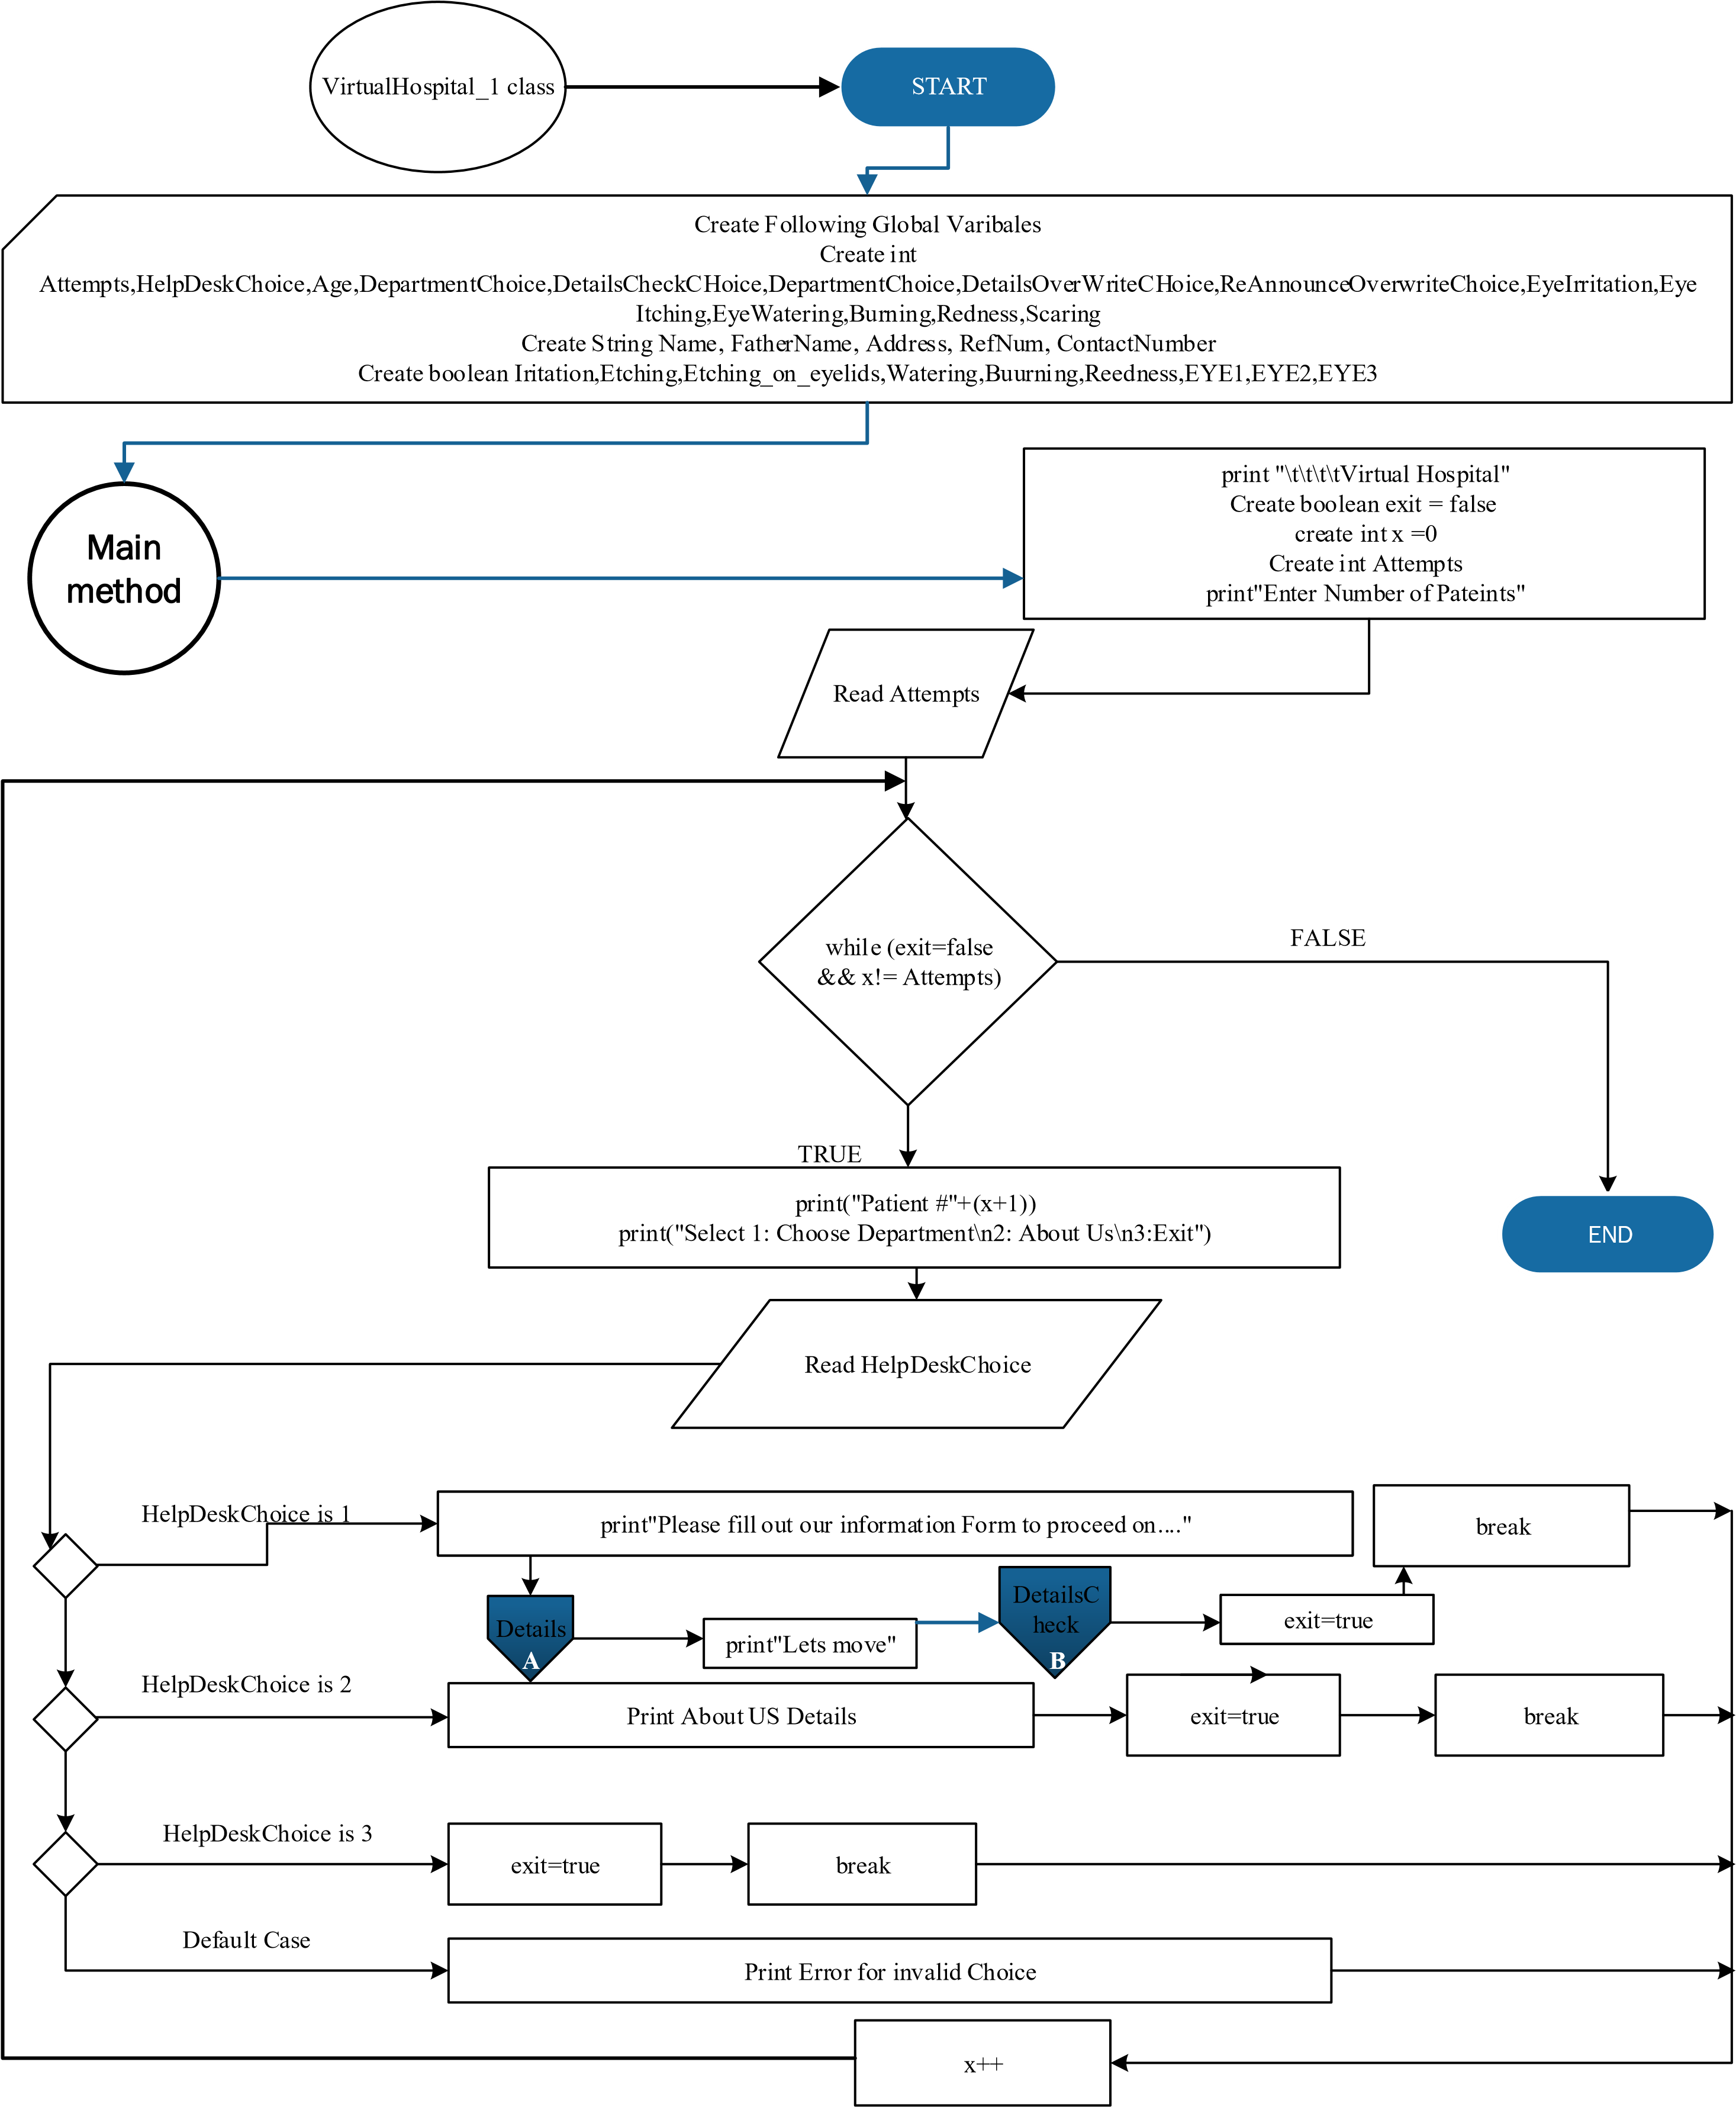 VirtualHospital_1 class
START
Create Following Global Varibales
Create int
Attempts,HelpDeskChoice,Age,DepartmentChoice,DetailsCheckCHoice,DepartmentChoice,DetailsOverWriteCHoice,ReAnnounceOverwriteChoice,EyeIrritation,Eye
Itching,EyeWatering,Burning,Redness,Scaring
Create String Name, FatherName, Address, RefNum, ContactNumber
Create boolean Iritation,Etching,Etching_on_eyelids,Watering,Buurning,Reedness,EYE1,EYE2,EYE3
Main
method
print "\t\t\t\tVirtual Hospital"
Create boolean exit = false
create int x =0
Create int Attempts
print"Enter Number of Pateints"
Read Attempts
while (exit=false
&& x!= Attempts)
FALSE
TRUE
print("Patient #"+(x+1))
print("Select 1: Choose Department\n2: About Us\n3:Exit")
END
Read HelpDeskChoice
HelpDeskChoice is 1
print"Please fill out our information Form to proceed on...."
break
Details
A
print"Lets move"
DetailsC
heck
B
exit=true
HelpDeskChoice is 2
Print About US Details
exit=true
break
HelpDeskChoice is 3
exit=true
break
Default Case
Print Error for invalid Choice
x++